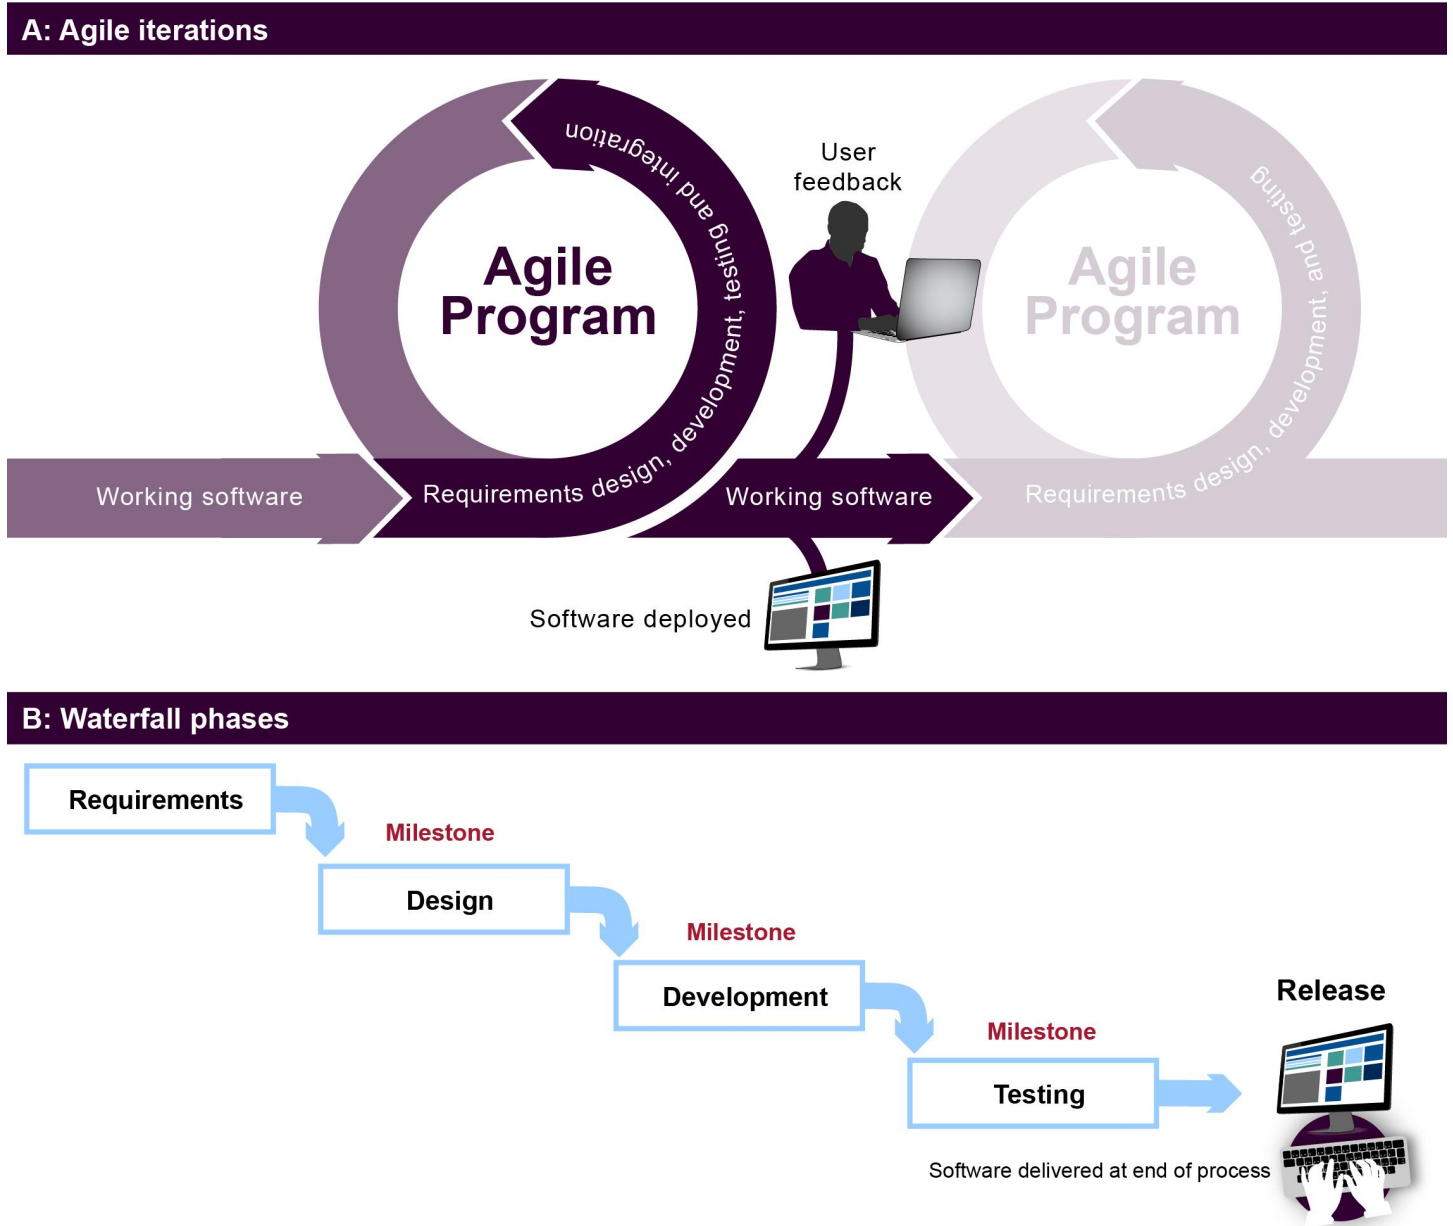 A: Agile iterations
User
feedback
Agile
Program
Requirements design, development, testing and integration
Agile
Program
Requirements design, development, and testing
Working software
Working software
Software deployed
B: Waterfall phases
Requirements
Milestone
Design
Milestone
Development
Milestone
Testing
Release
Software delivered at end of process